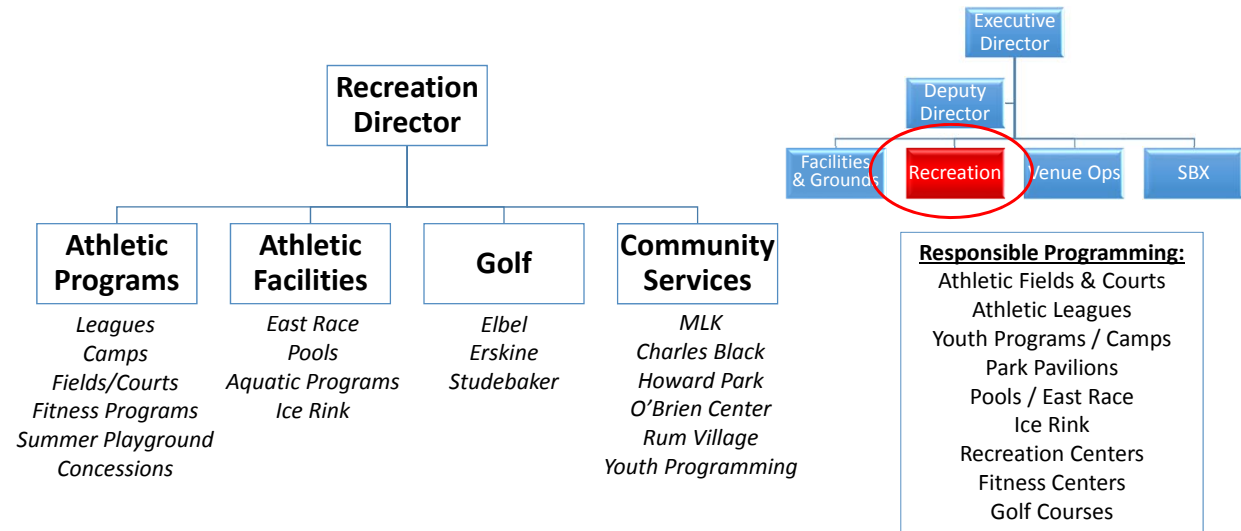 Executive
Director
Deputy
Director
Facilities
& Grounds
Recreation
Venue Ops
SBX
Recreation
Director
Athletic
Programs
Leagues
Camps
Fields/Courts
Fitness Programs
Summer Playground
Concessions
Athletic
Facilities
East Race
Pools
Aquatic Programs
Ice Rink
Golf
Elbel
Erskine
Studebaker
Community
Services
MLK
Charles Black
Howard Park
O’Brien Center
Rum Village
Youth Programming
Responsible Programming:
Athletic Fields & Courts
Athletic Leagues
Youth Programs / Camps
Park Pavilions
Pools / East Race
Ice Rink
Recreation Centers
Fitness Centers
Golf Courses